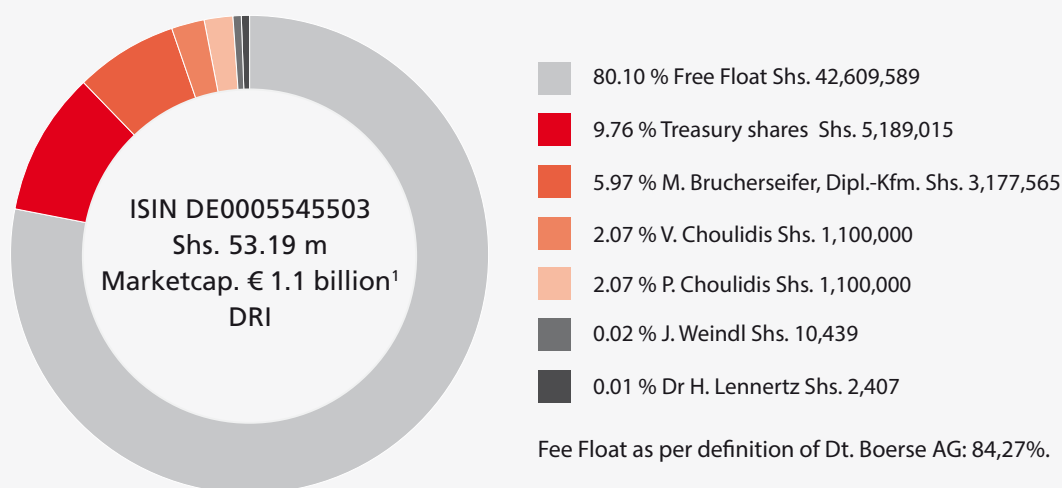 ISIN DE0005545503
Shs. 53.19 m
Marketcap. € 1.1 billion¹
DRI
80.10 % Free Float Shs. 42,609,589
9.76 % Treasury shares  Shs. 5,189,015
5.97 % M. Brucherseifer, Dipl.-Kfm. Shs. 3,177,565
2.07 % V. Choulidis Shs. 1,100,000
2.07 % P. Choulidis Shs. 1,100,000
0.02 % J. Weindl Shs. 10,439
0.01 % Dr H. Lennertz Shs. 2,407
Fee Float as per definition of Dt. Boerse AG: 84,27%.